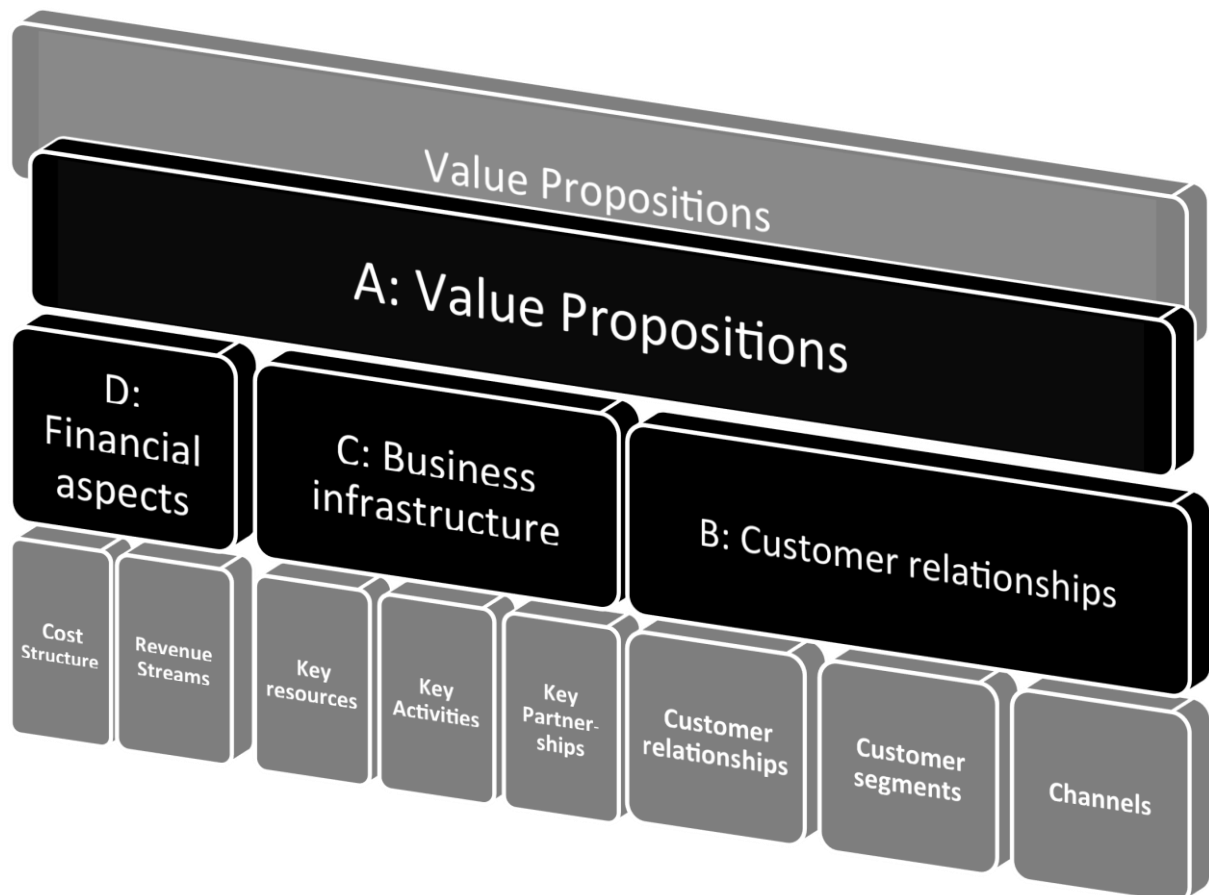 Value Propositions
A: Value Propositions
D:
Financial
aspects
C: Business
infrastructure
B: Customer relationships
Cost
Structure
Revenue
Streams
Key
resources
Key
Activities
Key
Partner-
ships
Customer
relationships
Customer
segments
Channels